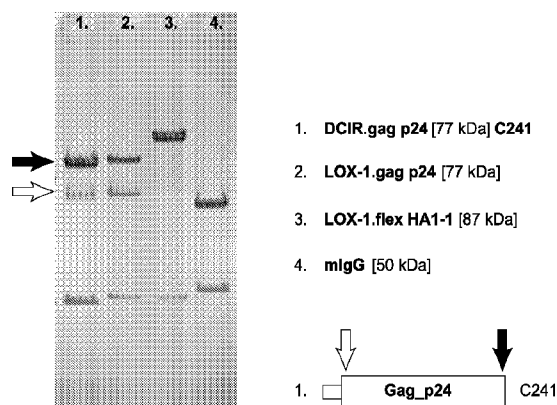 1. 2. 3. 4.
1. DCIR.gag p24 [77 kDa] C241
2. LOX-1.gag p24 [77 kDa]
3. LOX-1.flex HA1-1 [87 kDa]
4. mIgG [50 kDa]
1. Gag_p24 C241